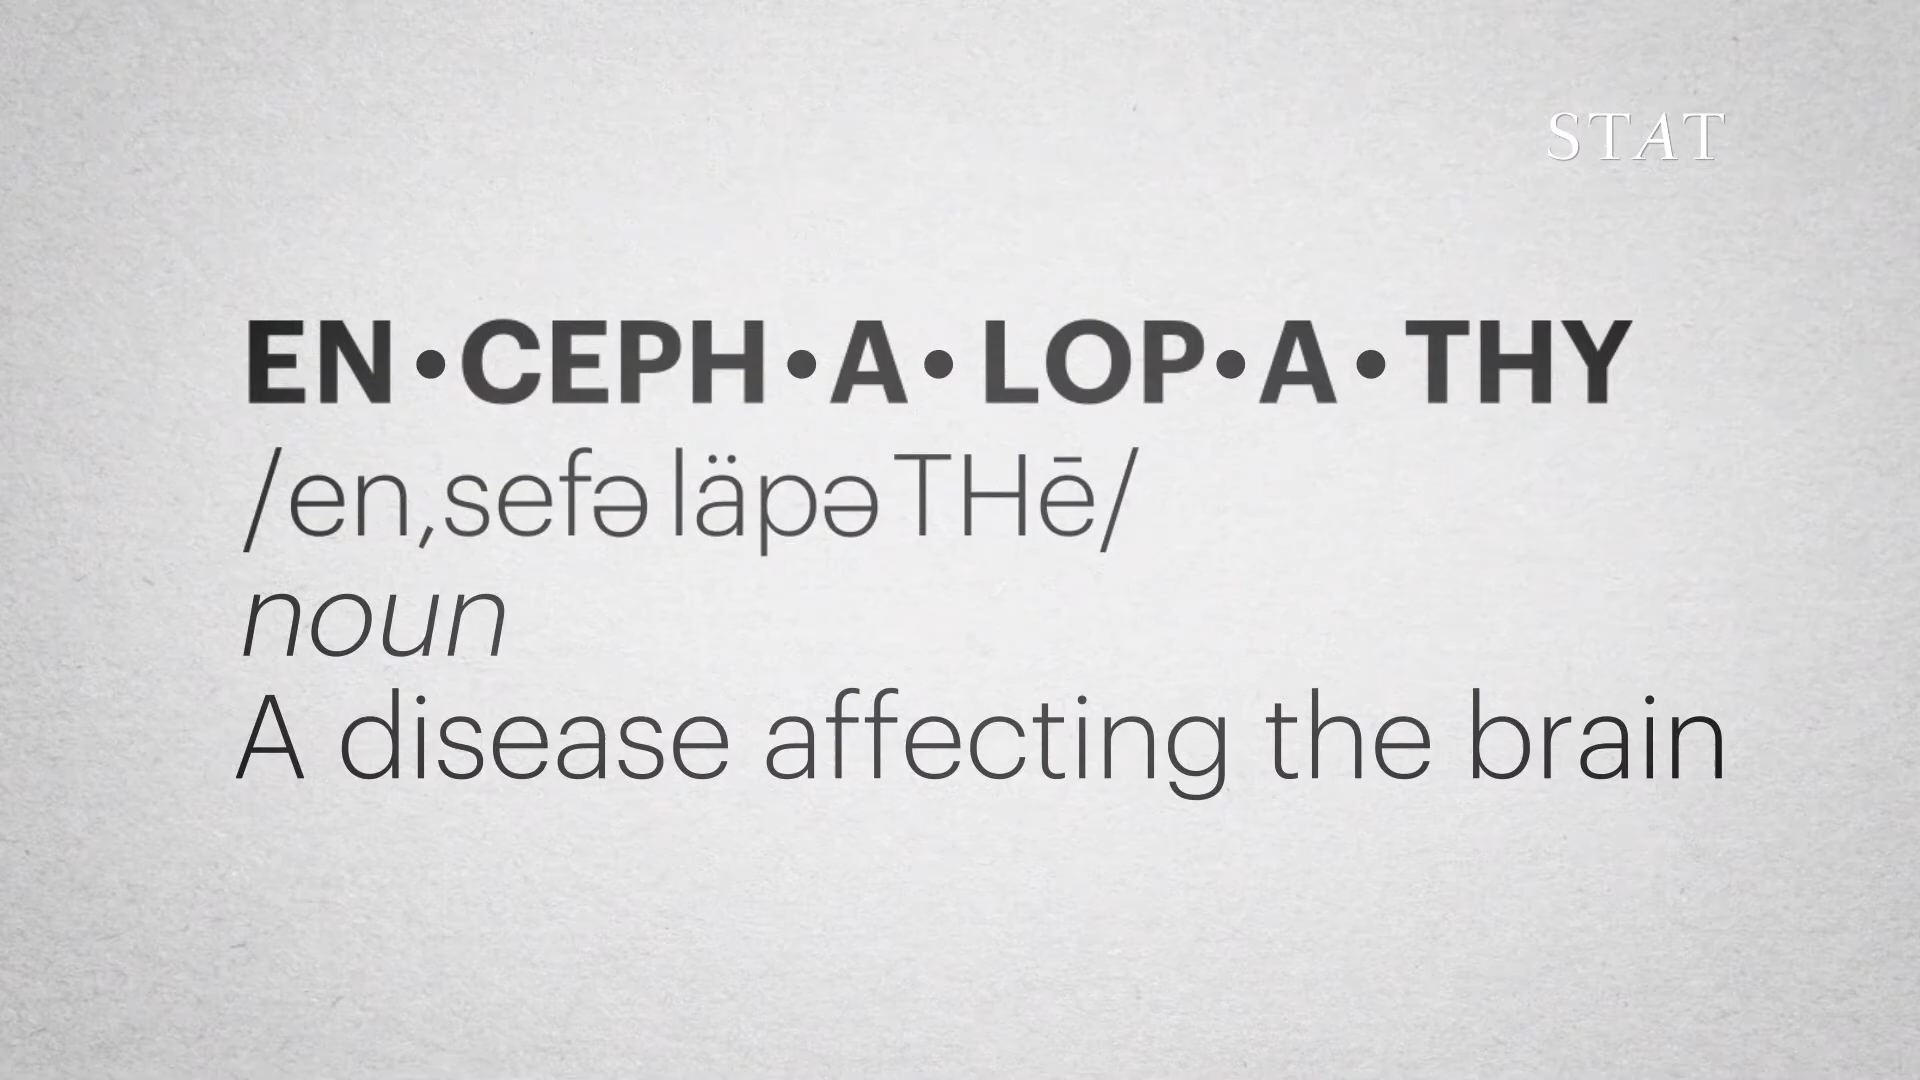 STAT
EN•CEPH•A•LOP•A•THY
/en,sefə läpə THē/
noun
A disease affecting the brain